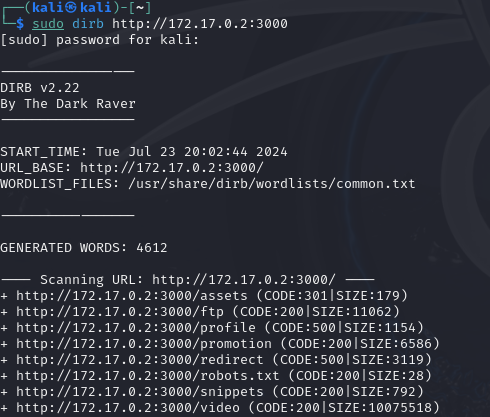 ┌──(kali㉿kali)-[~]
└─$ sudo dirb http://172.17.0.2:3000
[sudo] password for kali:
-----------------
DIRB v2.22
By The Dark Raver
-----------------
START_TIME: Tue Jul 23 20:02:44 2024
URL_BASE: http://172.17.0.2:3000/
WORDLIST_FILES: /usr/share/dirb/wordlists/common.txt
-----------------
GENERATED WORDS: 4612
---- Scanning URL: http://172.17.0.2:3000/ ----
+ http://172.17.0.2:3000/assets (CODE:301|SIZE:179)
+ http://172.17.0.2:3000/ftp (CODE:200|SIZE:11062)
+ http://172.17.0.2:3000/profile (CODE:500|SIZE:1154)
+ http://172.17.0.2:3000/promotion (CODE:200|SIZE:6586)
+ http://172.17.0.2:3000/redirect (CODE:500|SIZE:3119)
+ http://172.17.0.2:3000/robots.txt (CODE:200|SIZE:28)
+ http://172.17.0.2:3000/snippets (CODE:200|SIZE:792)
+ http://172.17.0.2:3000/video (CODE:200|SIZE:10075518)